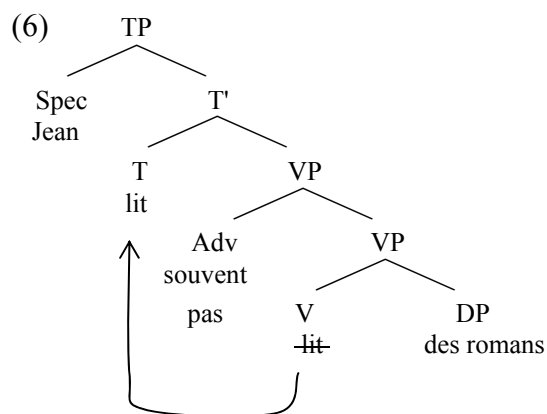 (6) TP
Spec T'
Jean
T VP
lit
Adv VP
souvent
pas V DP
lit des romans